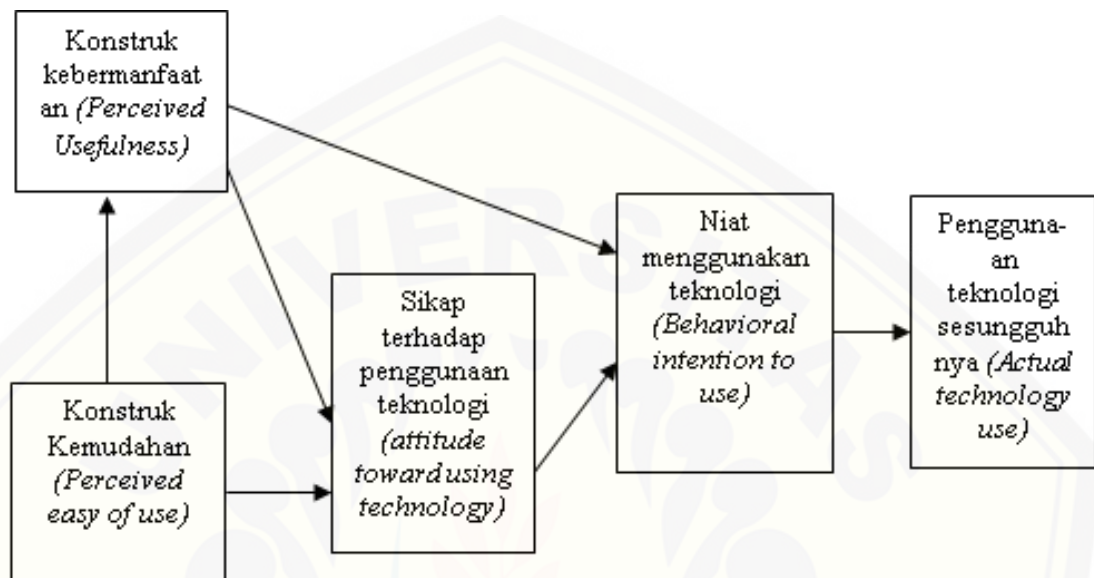 Konstruk
kebermanfaat
an (Perceived
Usefulness)
Niat
menggunakan
teknologi
(Behavioral
intention to
use)
Pengguna-
an
teknologi
sesungguh
nya (Actual
technology
use)
Sikap
terhadap
penggunaan
teknologi
(attitude
toward using
technology)
Konstruk
Kemudahan
(Perceived
easy of use)
UNIVERSITAS